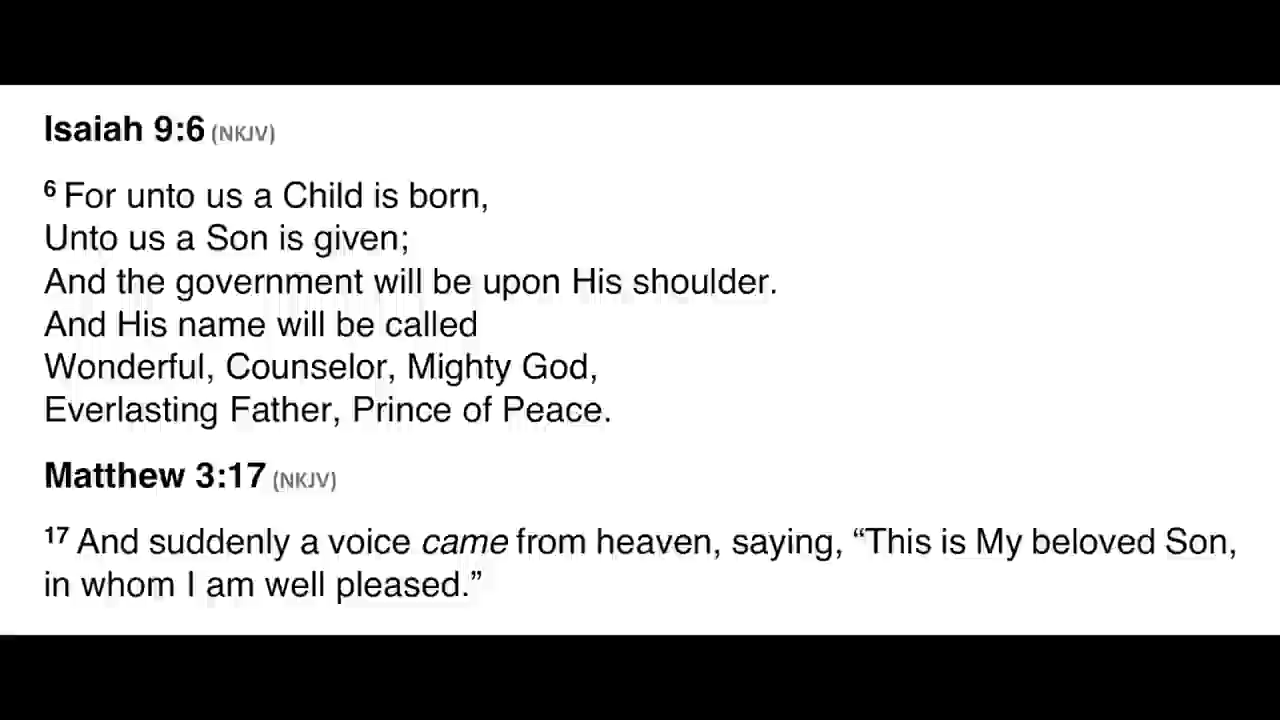 Isaiah 9:6 (NKJV)
6 For unto us a Child is born,
Unto us a Son is given;
And the government will be upon His shoulder.
And His name will be called
Wonderful, Counselor, Mighty God,
Everlasting Father, Prince of Peace.
Matthew 3:17 (NKJV)
17 And suddenly a voice came from heaven, saying, “This is My beloved Son,
in whom I am well pleased.”